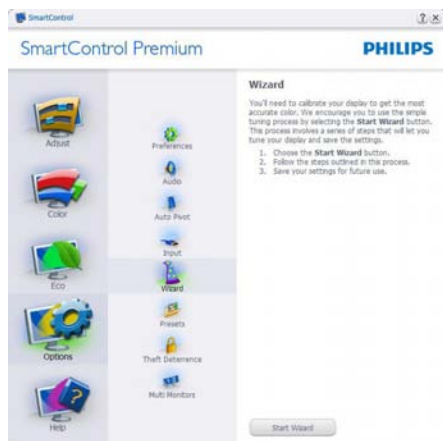 SmartControl
SmartControl Premium
PHILIPS
Adjust
Color
Eco
Options
Help
Preferences
Audio
Auto Pivot
Input
Wizard
Presets
Theft Deterrence
Multi Monitors
Wizard
You'll need to calibrate your display to get the most
accurate color. We encourage you to use the simple
tuning process by selecting the Start Wizard button.
This process involves a series of steps that will let you
tune your display and save the settings.
1. Choose the Start Wizard button.
2. Follow the steps outlined in this process.
3. Save your settings for future use.
Start Wizard